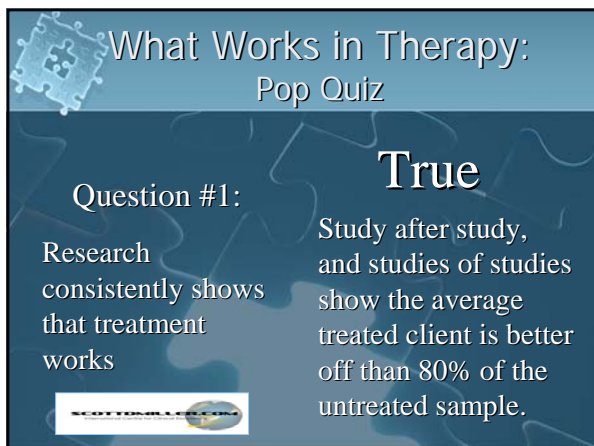 What Works in Therapy:
Pop Quiz
Question #1:
Research
consistently shows
that treatment
works
True
Study after study,
and studies of studies
show the average
treated client is better
off than 80% of the
untreated sample.
SCOTTDMILLER.COM